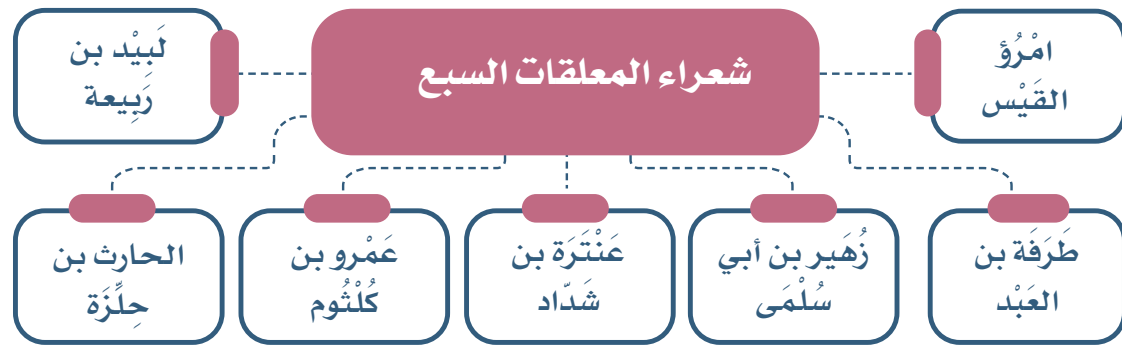 شعراء المعلقات السبع
امْرُؤ
القَيْس
طَرَفَة بن
العَبْد
زُهَير بن أبي
سُلْمَى
عَنْتَرَة بن
شَدّاد
عَمْرو بن
كُلْثُوم
الحارث بن
حِلِّزَة
لَبِيْد بن
رَبِيعة